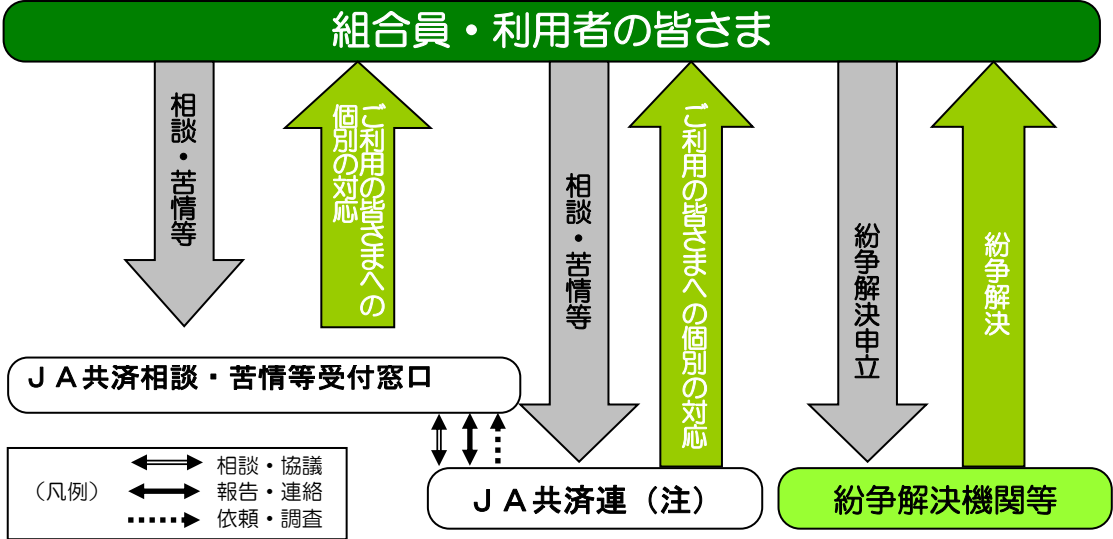 組合員・利用者の皆さま
相談・苦情等
ご利用の皆さまへの
個別の対応
相談・苦情等
ご利用の皆さまへの個別の対応
紛争解決申立
紛争解決
ＪＡ共済相談・苦情等受付窓口
（凡例）
相談・協議
報告・連絡
依頼・調査
ＪＡ共済連（注）
紛争解決機関等